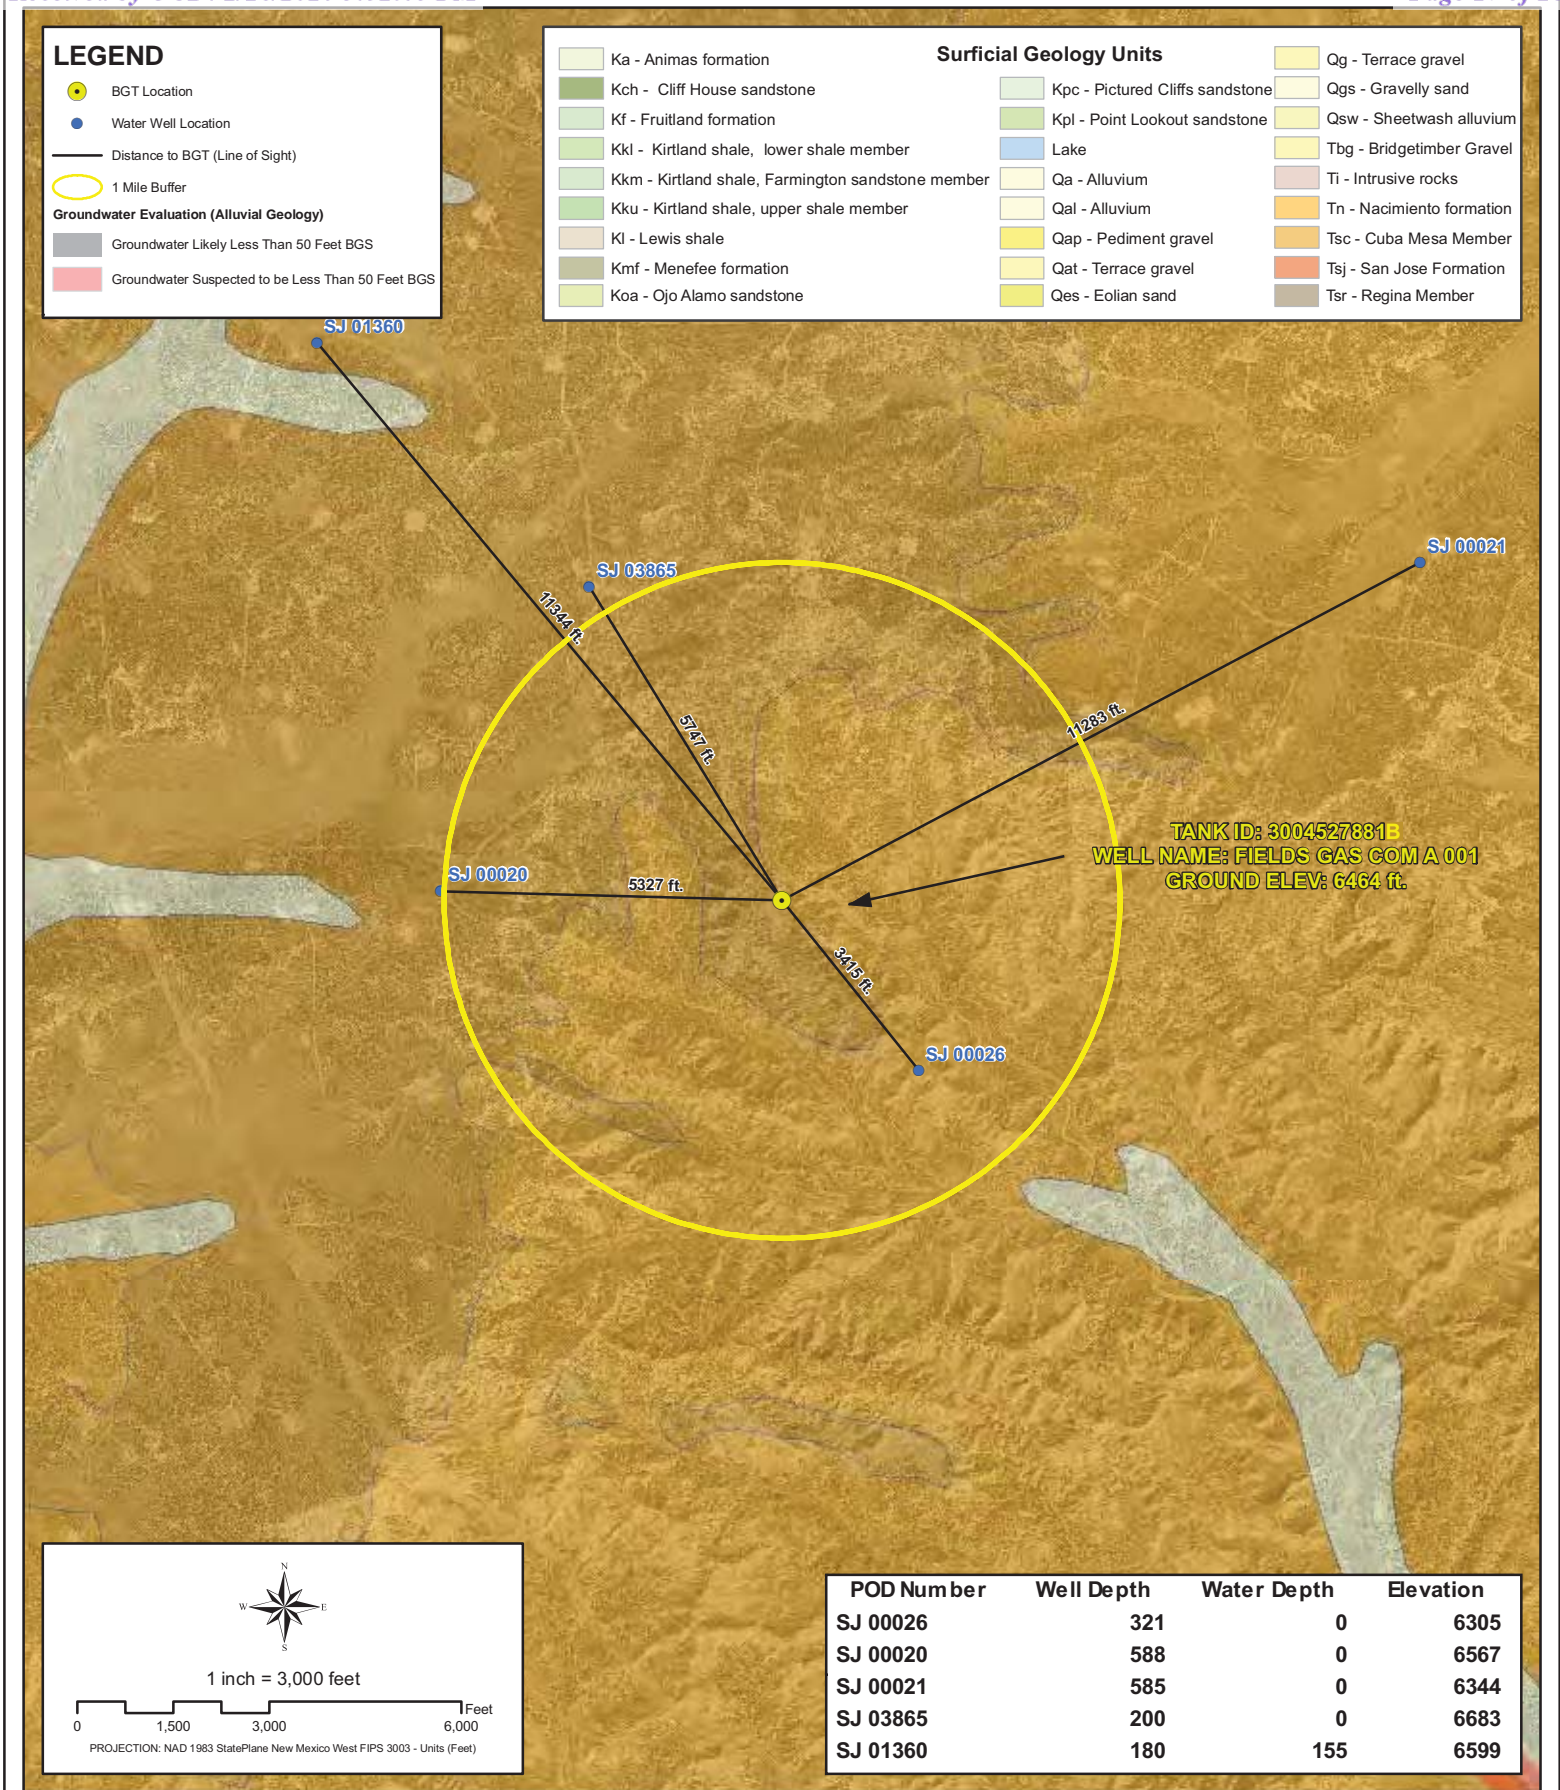 LEGEND
BGT Location
Water Well Location
Distance to BGT (Line of Sight)
1 Mile Buffer
Groundwater Evaluation (Alluvial Geology)
Groundwater Likely Less Than 50 Feet BGS
Groundwater Suspected to be Less Than 50 Feet BGS
Surficial Geology Units
Ka - Animas formation
Kch - Cliff House sandstone
Kf - Fruitland formation
Kkl - Kirtland shale, lower shale member
Kkm - Kirtland shale, Farmington sandstone member
Kku - Kirtland shale, upper shale member
Kl - Lewis shale
Kmf - Menefee formation
Koa - Ojo Alamo sandstone
Kpc - Pictured Cliffs sandstone
Kpl - Point Lookout sandstone
Lake
Qa - Alluvium
Qal - Alluvium
Qap - Pediment gravel
Qat - Terrace gravel
Qes - Eolian sand
Qg - Terrace gravel
Qgs - Gravelly sand
Qsw - Sheetwash alluvium
Tbg - Bridgetimber Gravel
Ti - Intrusive rocks
Tn - Nacimiento formation
Tsc - Cuba Mesa Member
Tsj - San Jose Formation
Tsr - Regina Member
SJ 01360
SJ 00021
SJ 03865
11344 ft.
5747 ft.
11283 ft.
TANK ID: 3004527881B
WELL NAME: FIELDS GAS COM A 001
GROUND ELEV: 6464 ft.
SJ 00020
5327 ft.
3415 ft.
SJ 00026
N
W E
S
1 inch = 3,000 feet
Feet
0 1,500 3,000 6,000
PROJECTION: NAD 1983 StatePlane New Mexico West FIPS 3003 - Units (Feet)
POD Number Well Depth Water Depth Elevation
SJ 00026 321 0 6305
SJ 00020 588 0 6567
SJ 00021 585 0 6344
SJ 03865 200 0 6683
SJ 01360 180 155 6599